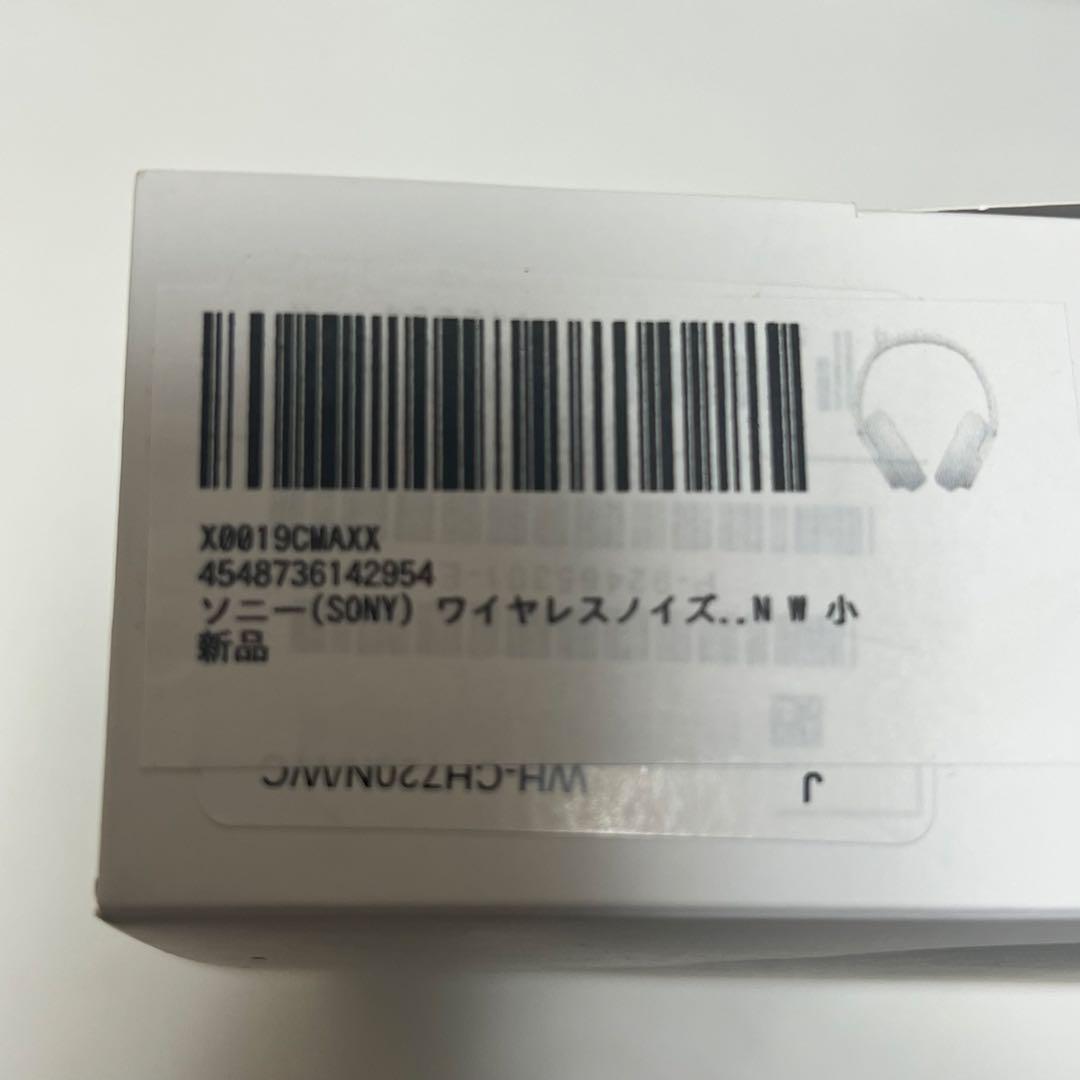 X0019CMAXX
4548736142954
ソニー(SONY) ワイヤレスノイズ..N W 小
新品
WH-CH720N/WC
J